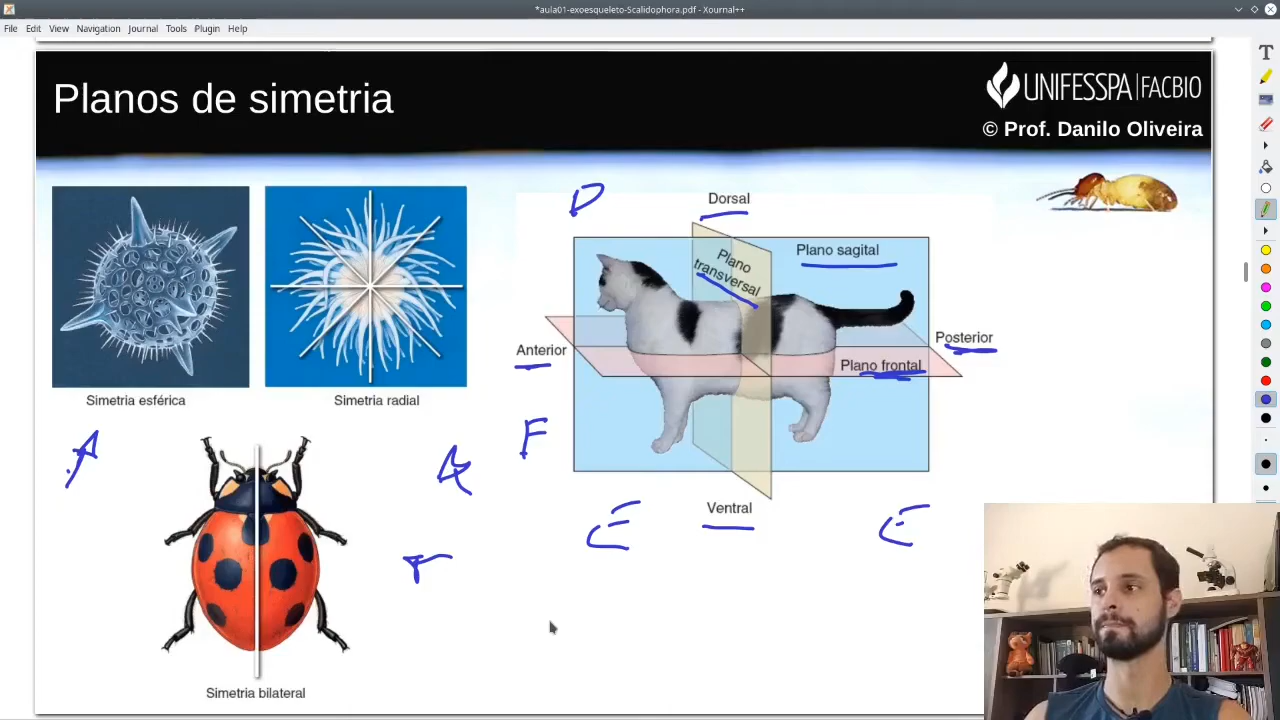 *aula01-exoesqueleto-Scalidophora.pdf - Xournal++
File Edit View Navigation Journal Tools Plugin Help
Planos de simetria
UNIFESSPA|FACBIO
© Prof. Danilo Oliveira
D
Dorsal
Plano sagital
Plano
transversal
Posterior
Anterior
Plano frontal
Simetria esférica
Simetria radial
A
F
Ventral
E
E
Simetria bilateral
T